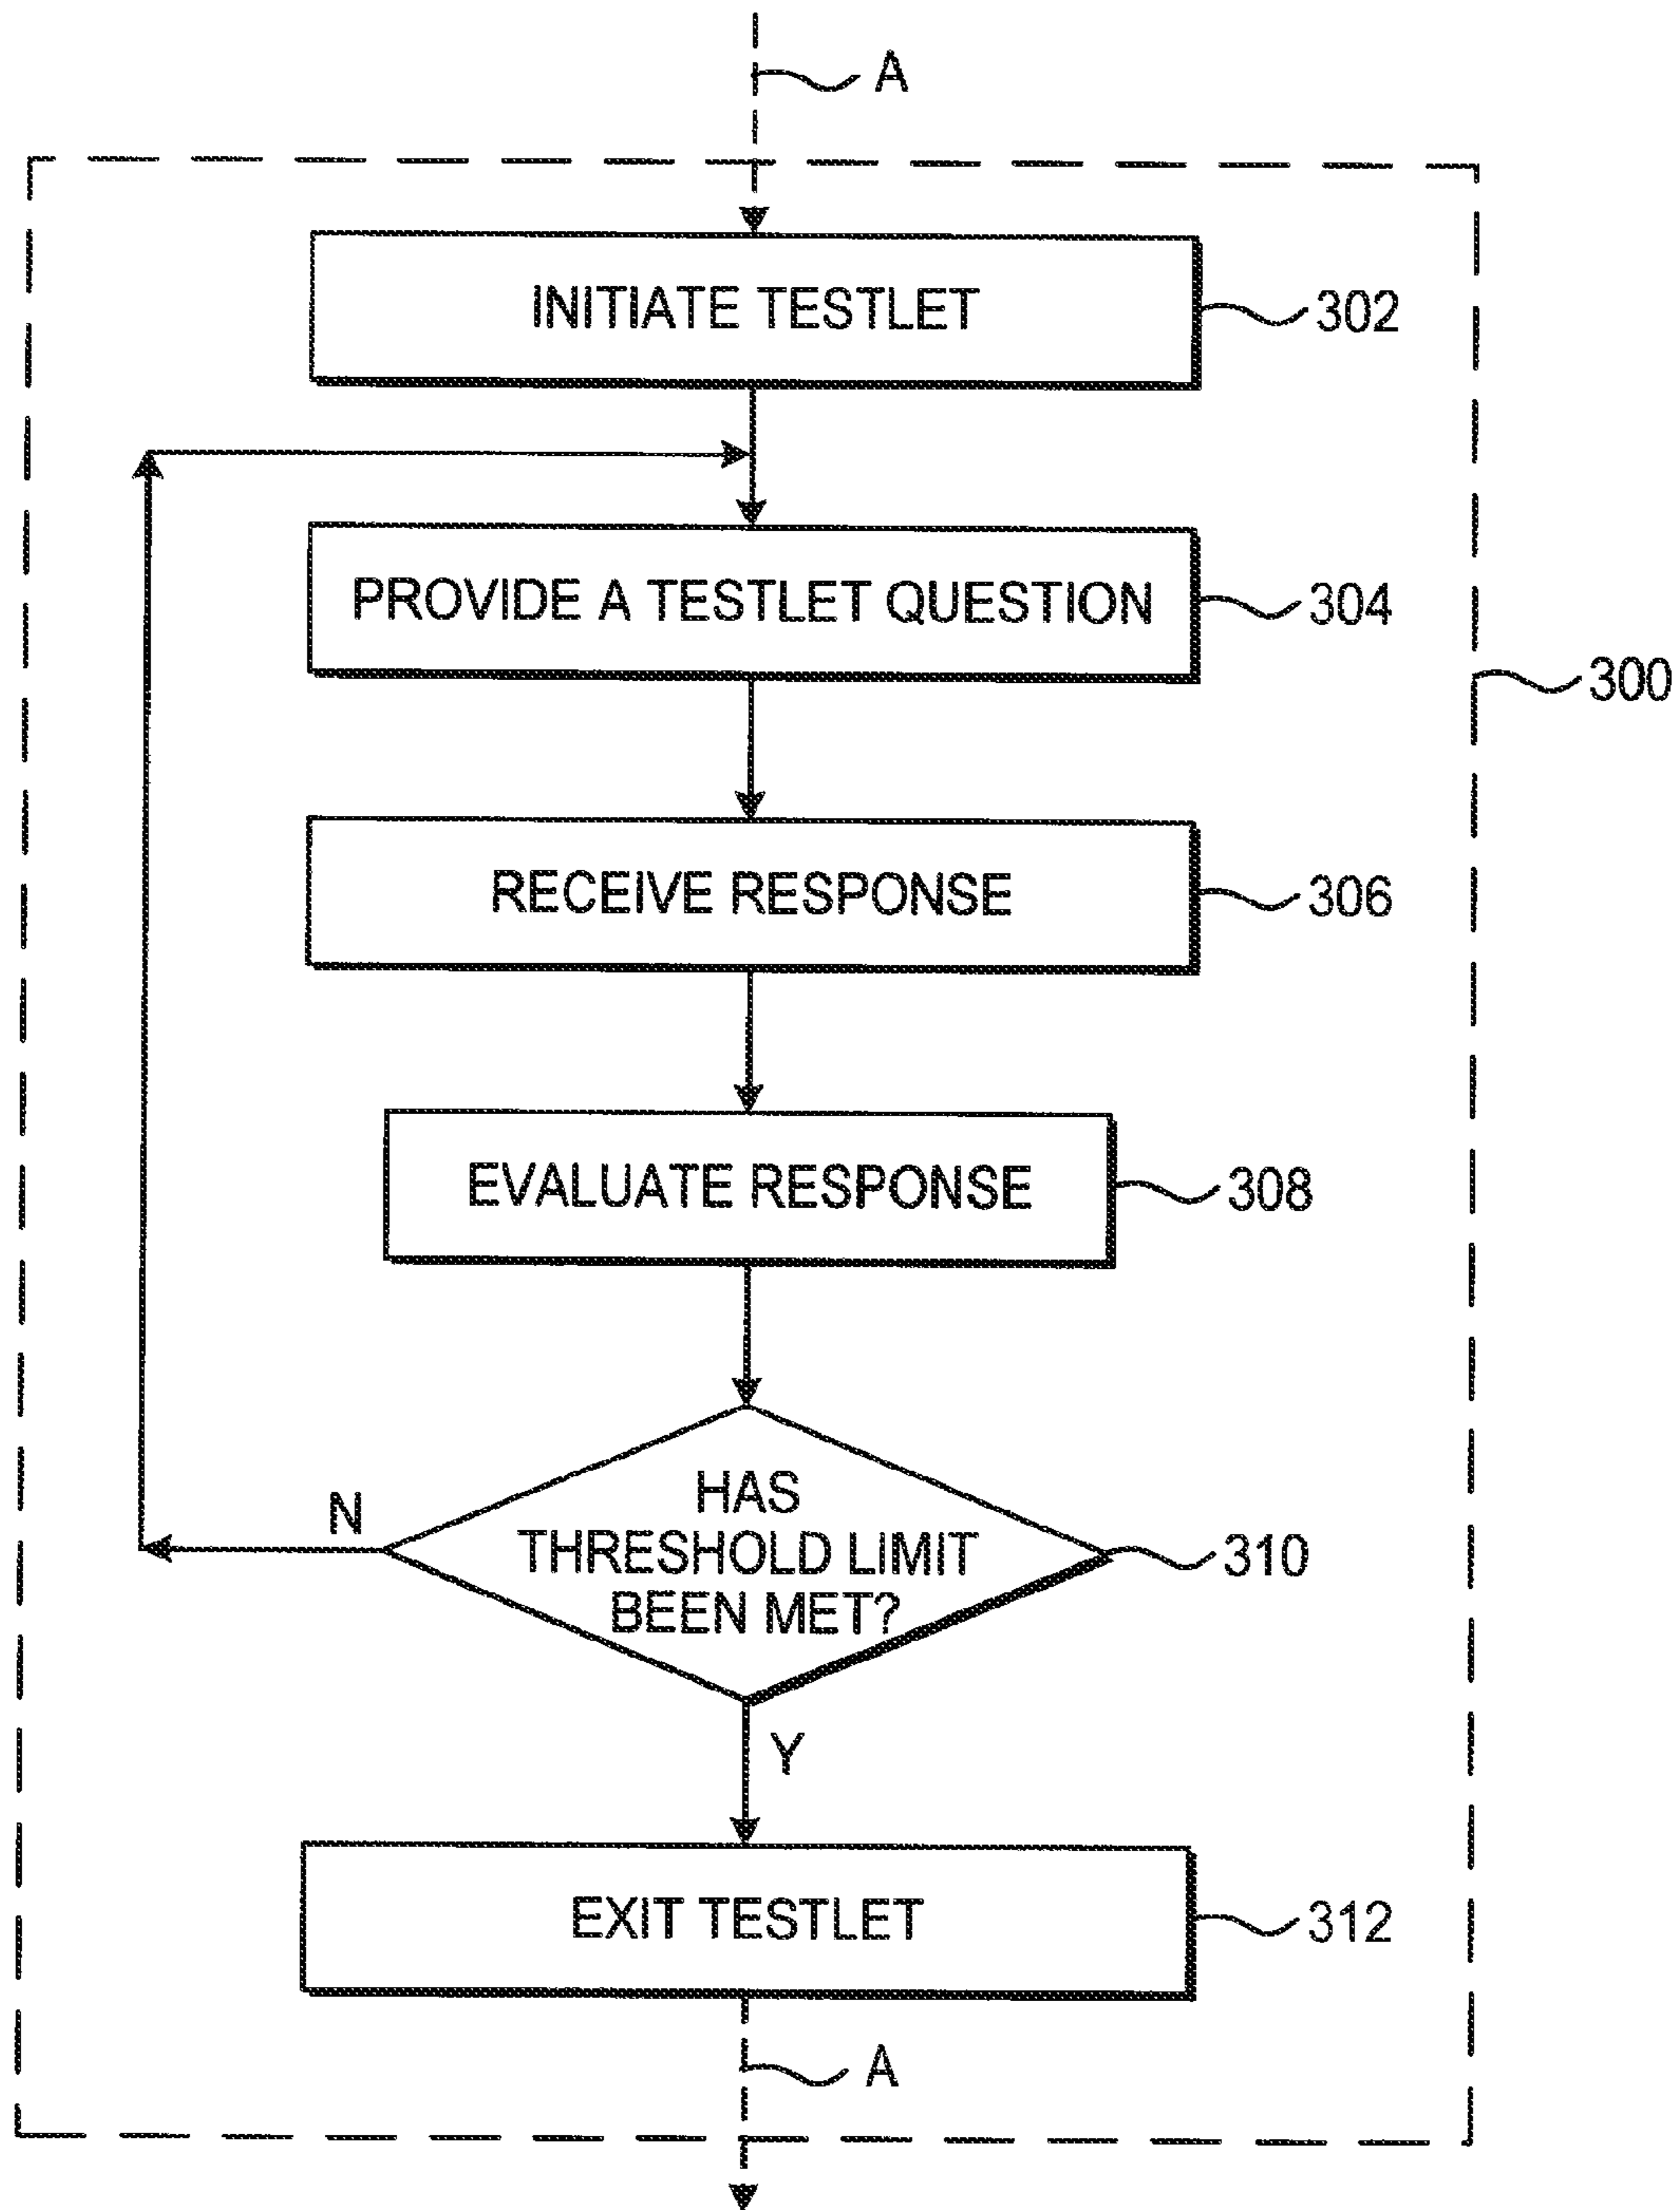 A
INITIATE TESTLET
302
PROVIDE A TESTLET QUESTION
304
300
RECEIVE RESPONSE
306
EVALUATE RESPONSE
308
HAS
THRESHOLD LIMIT
BEEN MET?
N
310
Y
EXIT TESTLET
312
A